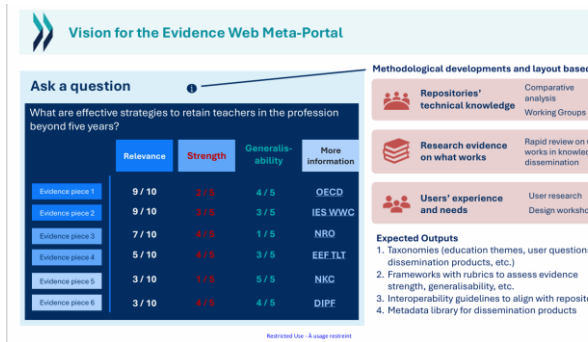 Vision for the Evidence Web Meta-Portal
Ask a question
What are effective strategies to retain teachers in the profession
beyond five years?
Relevance Strength Generalis-ability More information
Evidence piece 1 9 / 10 2 / 5 4 / 5 OECD
Evidence piece 2 9 / 10 3 / 5 3 / 5 IES WWC
Evidence piece 3 7 / 10 4 / 5 1 / 5 NRO
Evidence piece 4 5 / 10 4 / 5 3 / 5 EEF TLT
Evidence piece 5 3 / 10 1 / 5 5 / 5 NKC
Evidence piece 6 3 / 10 4 / 5 4 / 5 DIPF
Methodological developments and layout based
Repositories'
technical knowledge
Comparative
analysis
Working Groups
Research evidence
on what works
Rapid review on
works in knowled
dissemination
Users' experience
and needs
User research
Design worksho
Expected Outputs
1. Taxonomies (education themes, user questions
dissemination products, etc.)
2. Frameworks with rubrics to assess evidence
strength, generalisability, etc.
3. Interoperability guidelines to align with reposito
4. Metadata library for dissemination products
Restricted Use - À usage restreint